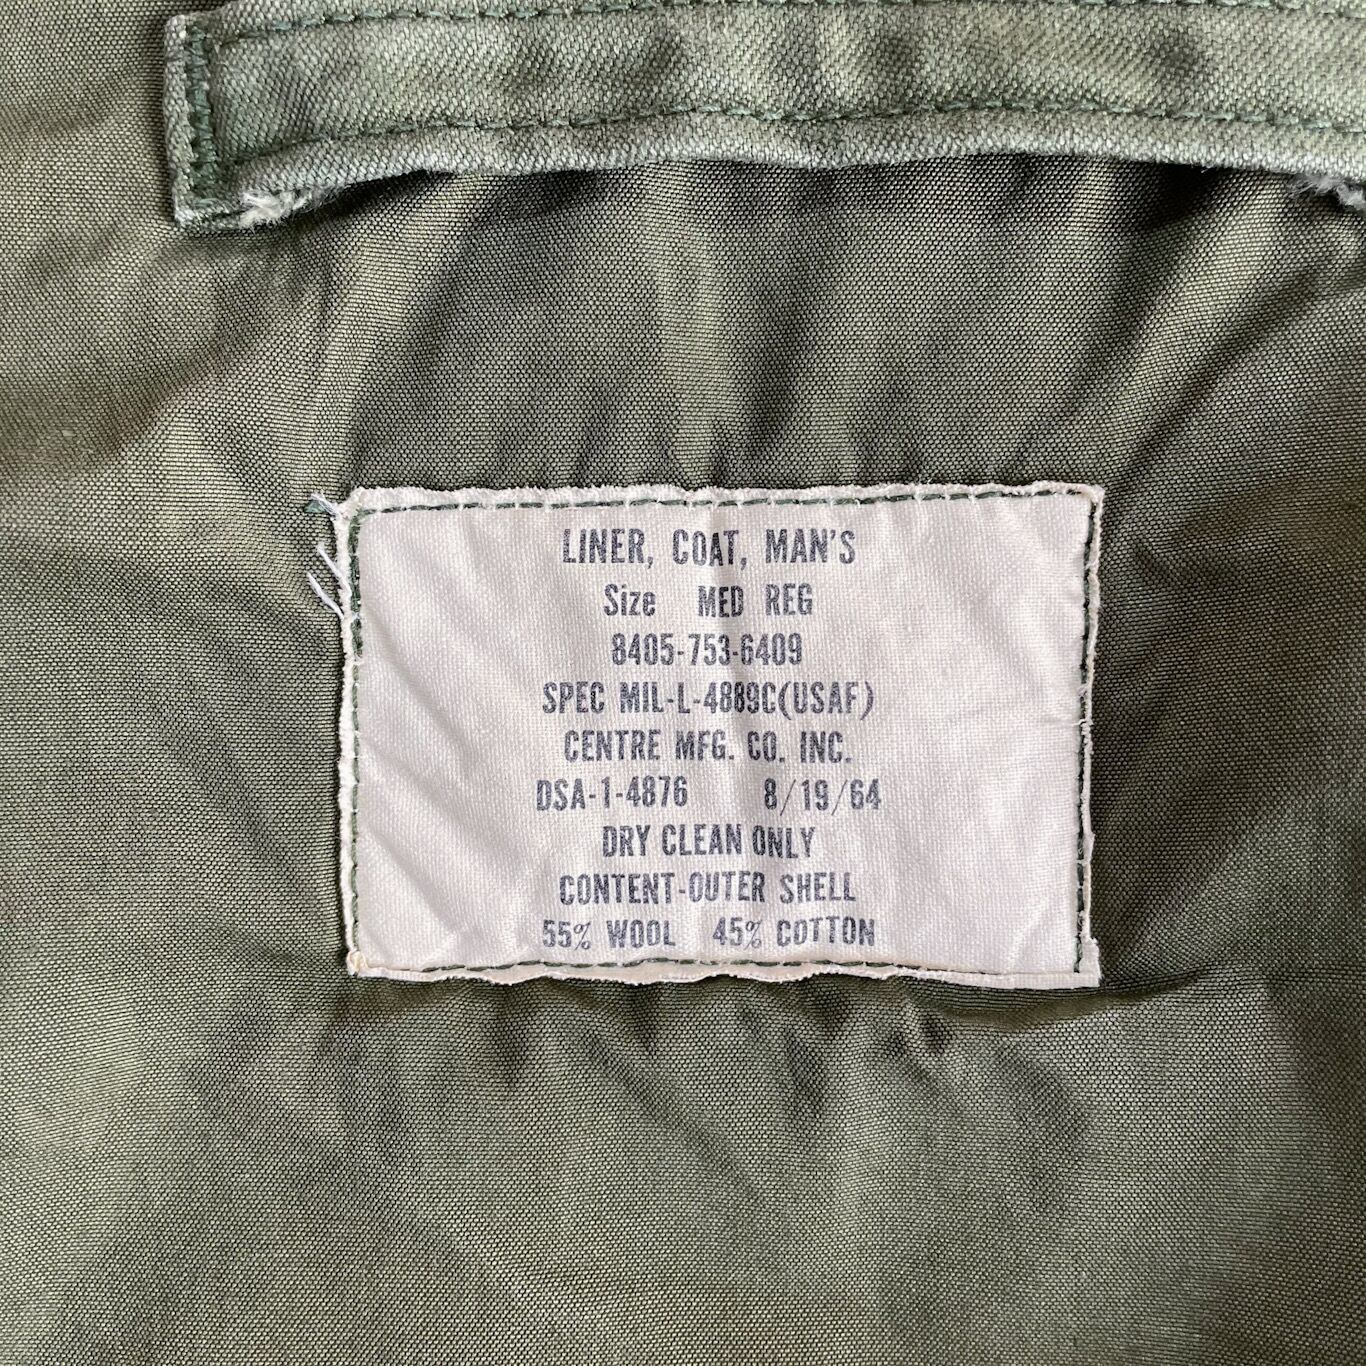 LINER, COAT, MAN'S
Size MED REG
8405-753-6409
SPEC MIL-L-4889C(USAF)
CENTRE MFG. CO. INC.
DSA-1-4876 8/19/64
DRY CLEAN ONLY
CONTENT-OUTER SHELL
55% WOOL 45% COTTON